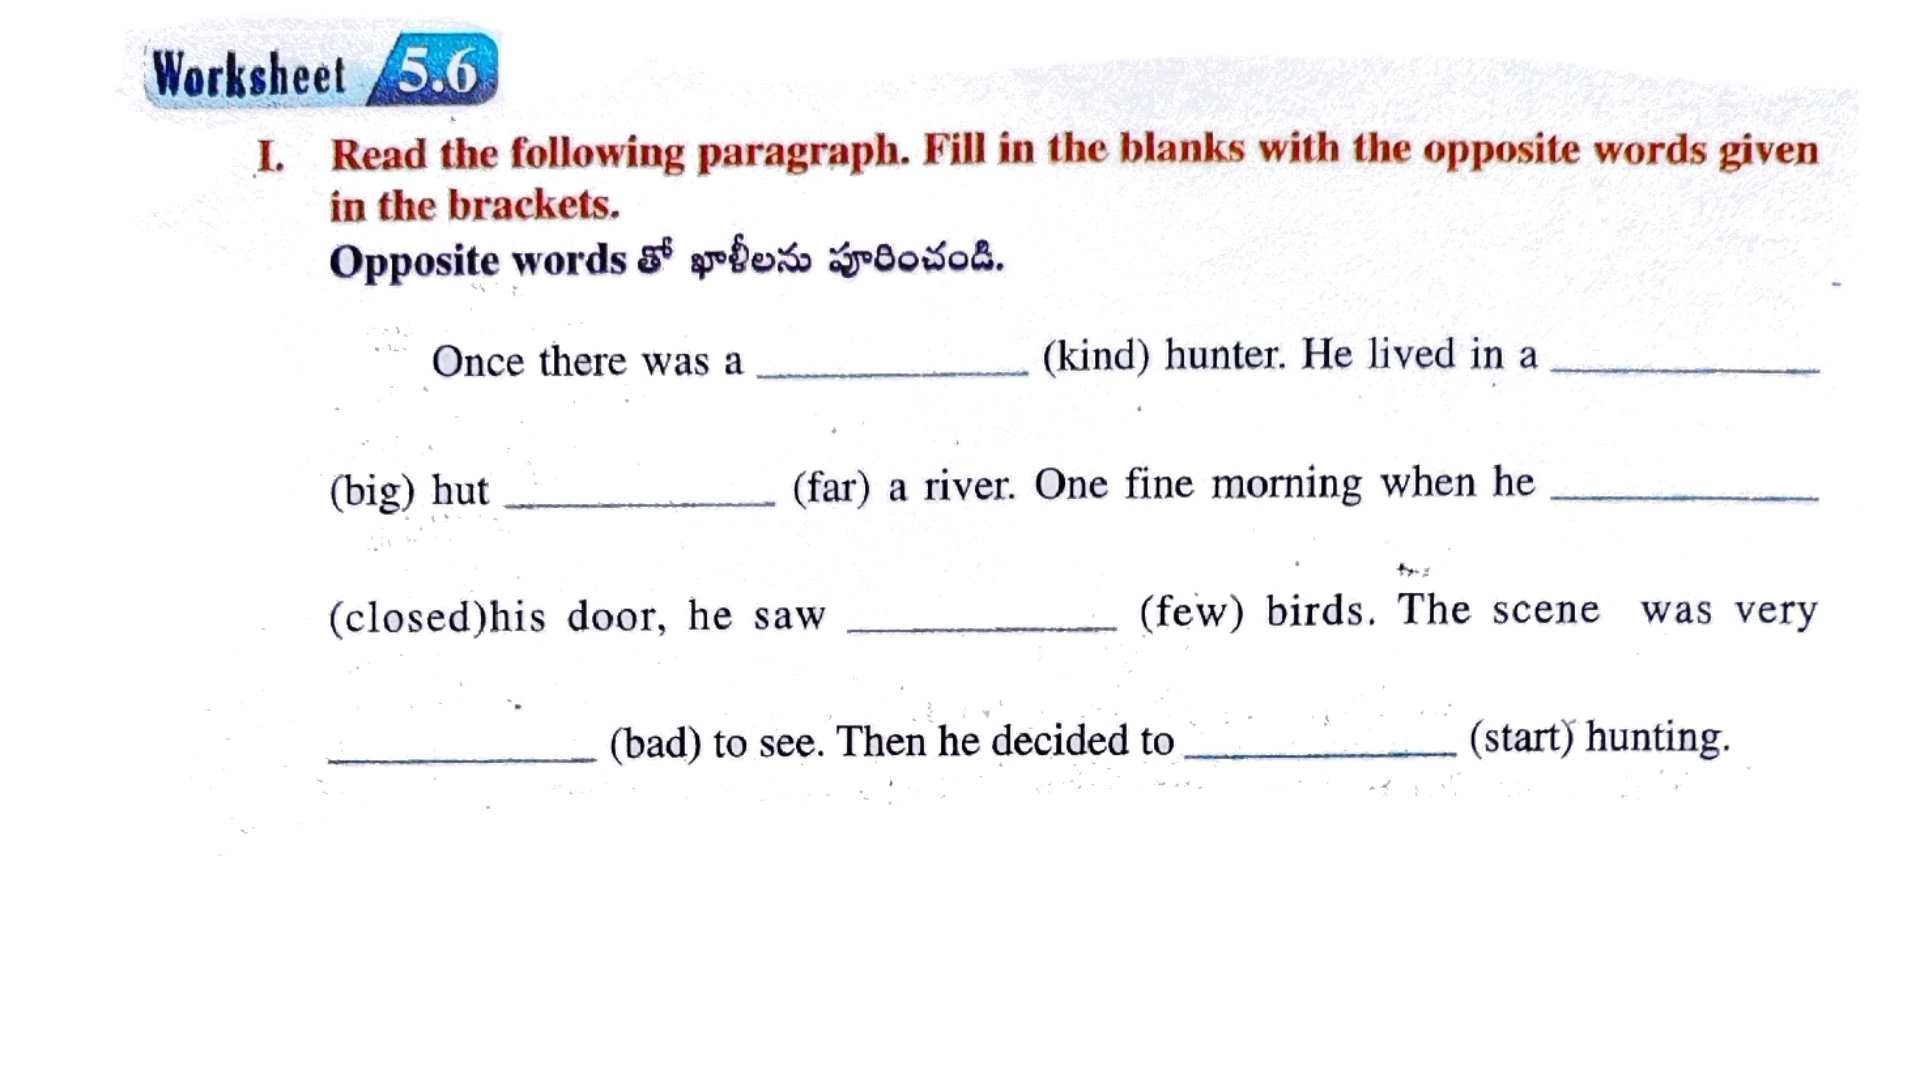 Worksheet 5.6
I. Read the following paragraph. Fill in the blanks with the opposite words given
in the brackets.
Opposite words తో ఖాళీలను పూరించండి.
Once there was a ____________ (kind) hunter. He lived in a ____________
(big) hut ____________ (far) a river. One fine morning when he ____________
(closed)his door, he saw ____________ (few) birds. The scene was very
____________ (bad) to see. Then he decided to ____________ (start) hunting.